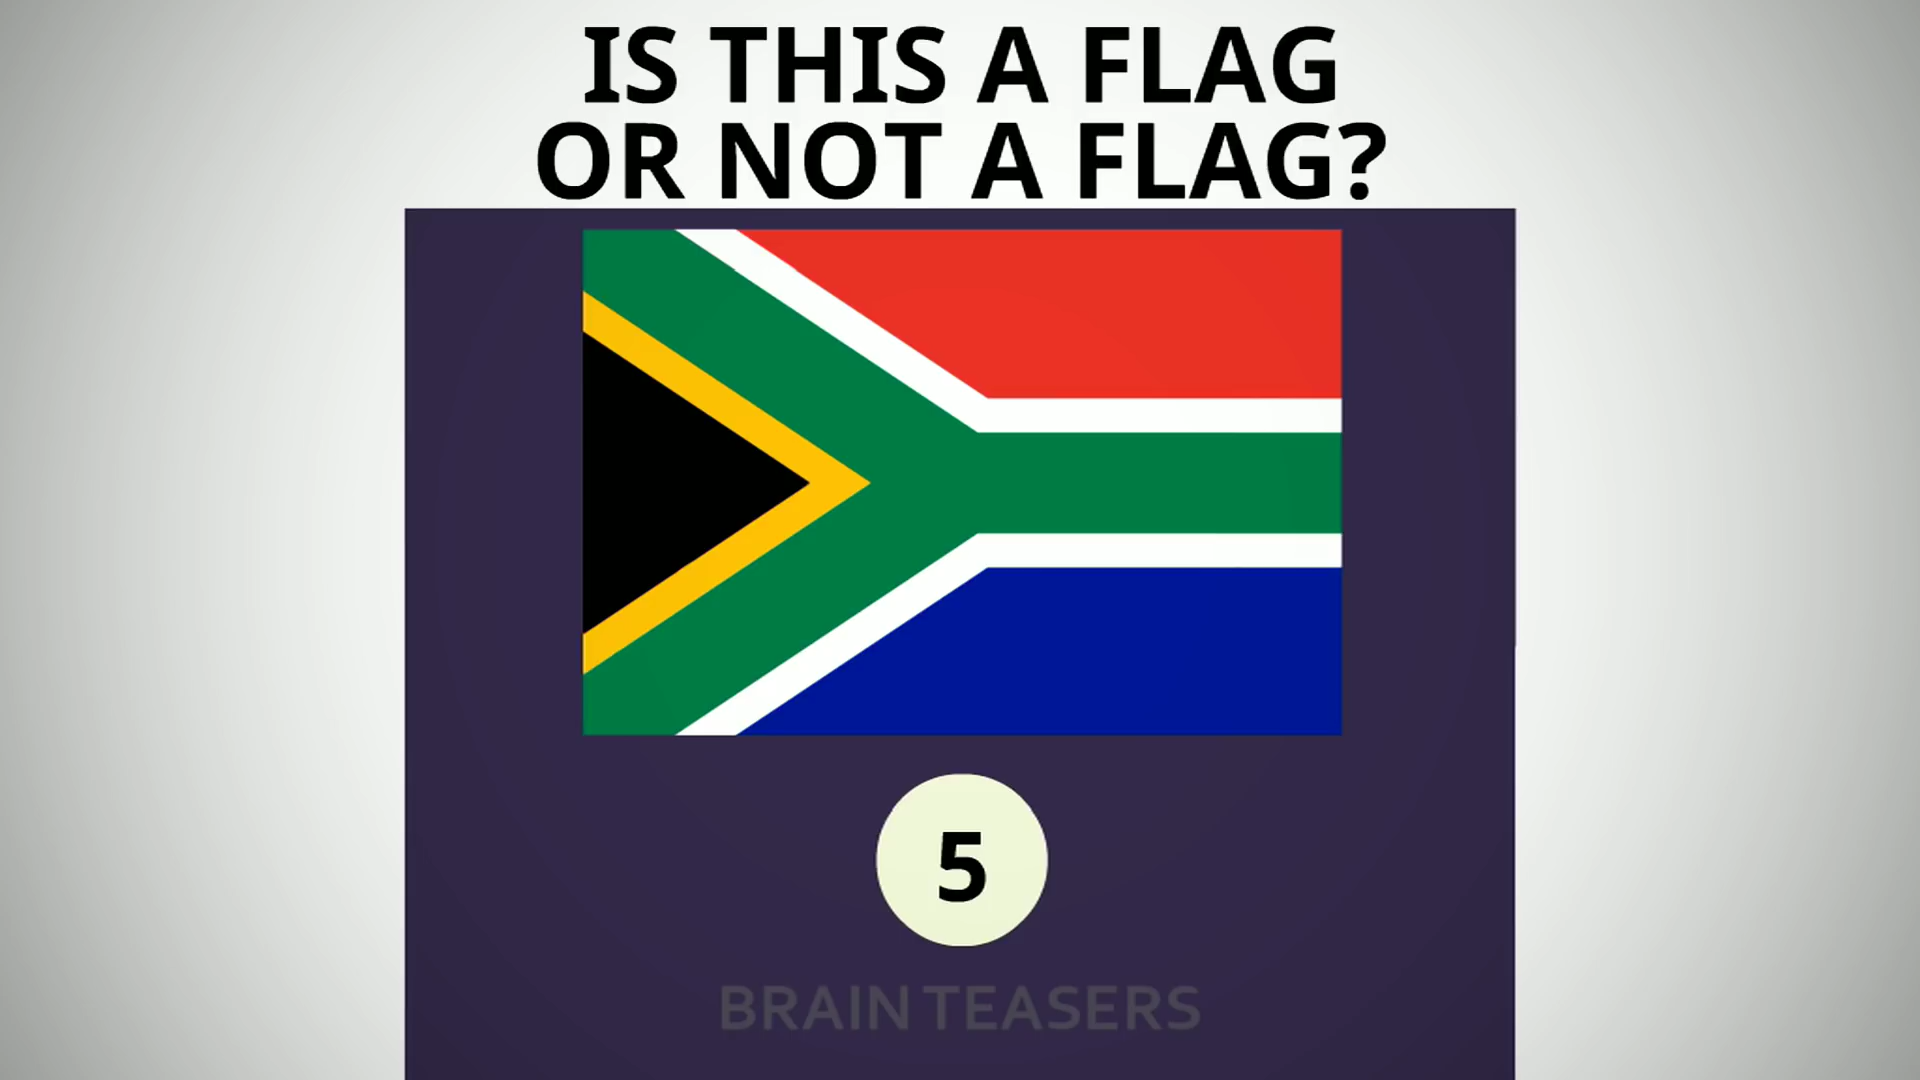 IS THIS A FLAG
OR NOT A FLAG?
5
BRAIN TEASERS